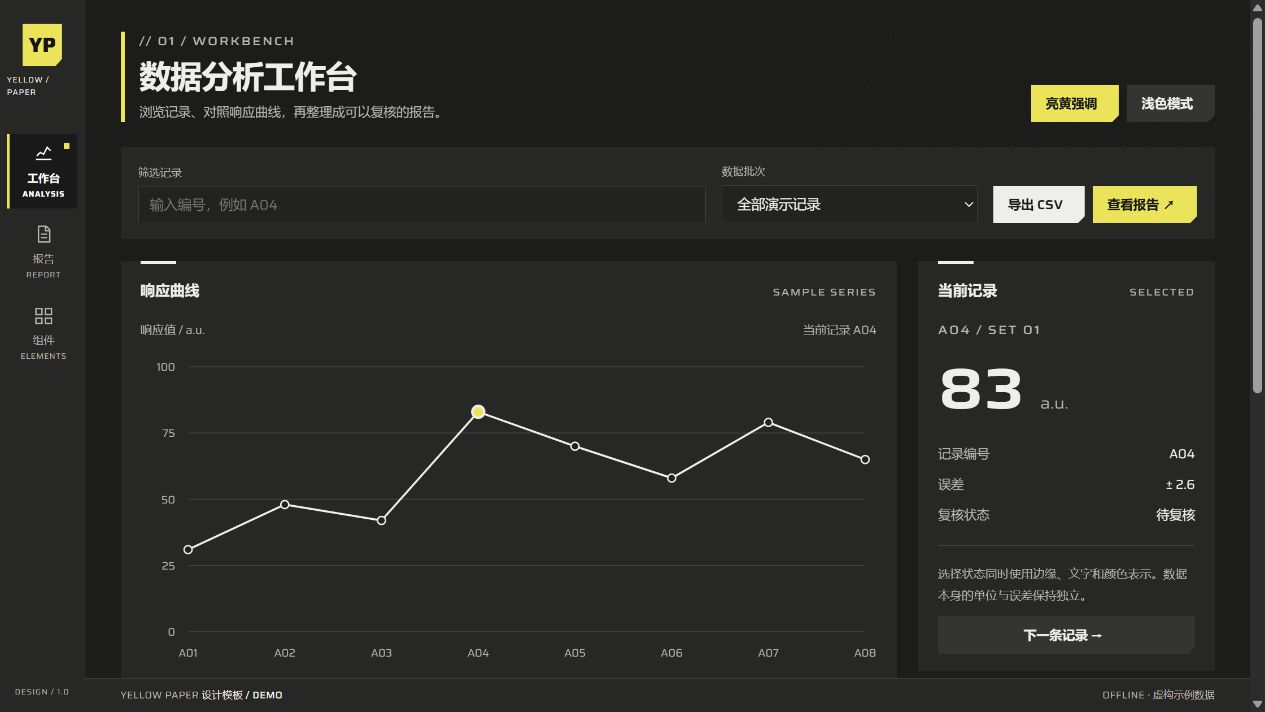 YP
YELLOW /
PAPER
工作台
ANALYSIS
报告
REPORT
组件
ELEMENTS
DESIGN / 1.0
// 01 / WORKBENCH
数据分析工作台
浏览记录、对照响应曲线，再整理成可以复核的报告。
亮黄强调
浅色模式
筛选记录
输入编号，例如 A04
数据批次
全部演示记录
导出 CSV
查看报告 ↗
响应曲线
SAMPLE SERIES
响应值 / a.u.
当前记录 A04
100
75
50
25
0
A01 A02 A03 A04 A05 A06 A07 A08
当前记录
SELECTED
A04 / SET 01
83 a.u.
记录编号 A04
误差 ± 2.6
复核状态 待复核
选择状态同时使用边缘、文字和颜色表示。数据
本身的单位与误差保持独立。
下一条记录 →
YELLOW PAPER 设计模板 / DEMO
OFFLINE · 虚构示例数据